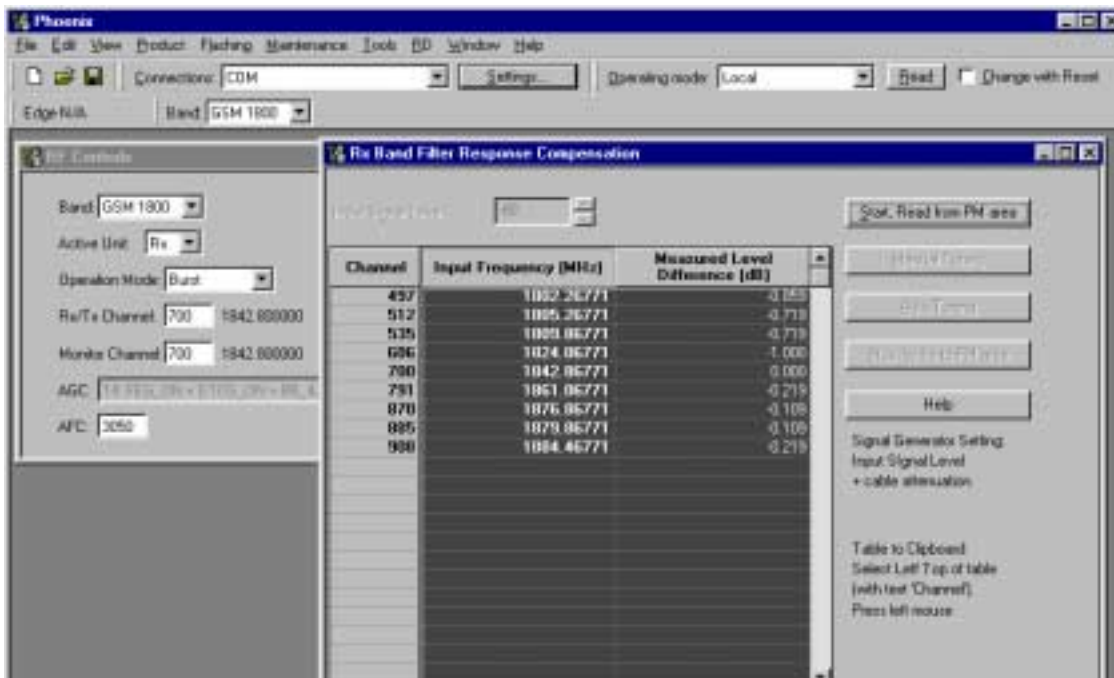 Phoenix
File Edit View Product Flashing Maintenance Tools RD Window Help
Connections: COM Settings... Operating mode: Local Read Change with Reset
Edge N/A Band: GSM 1800
RF Controls
Band: GSM 1800
Active Unit: Rx
Operation Mode: Burst
Rx/Tx Channel: 700 1842.800000
Monitor Channel: 700 1842.800000
AGC:
AFC: 3050
Rx Band Filter Response Compensation
Start, Read from PM area
Channel Input Frequency (MHz) Measured Level Difference (dB)
497 1802.26771
512 1805.26771 -0.719
535 1809.86771 -0.719
606 1824.06771 -1.000
700 1842.86771 0.000
791 1861.06771 -0.219
870 1876.86771 -0.109
885 1879.86771 -0.109
908 1884.46771 -0.219
Help
Signal Generator Setting:
Input Signal Level
+ cable attenuation
Table to Clipboard
Select Left Top of table
(with text 'Channel').
Press left mouse